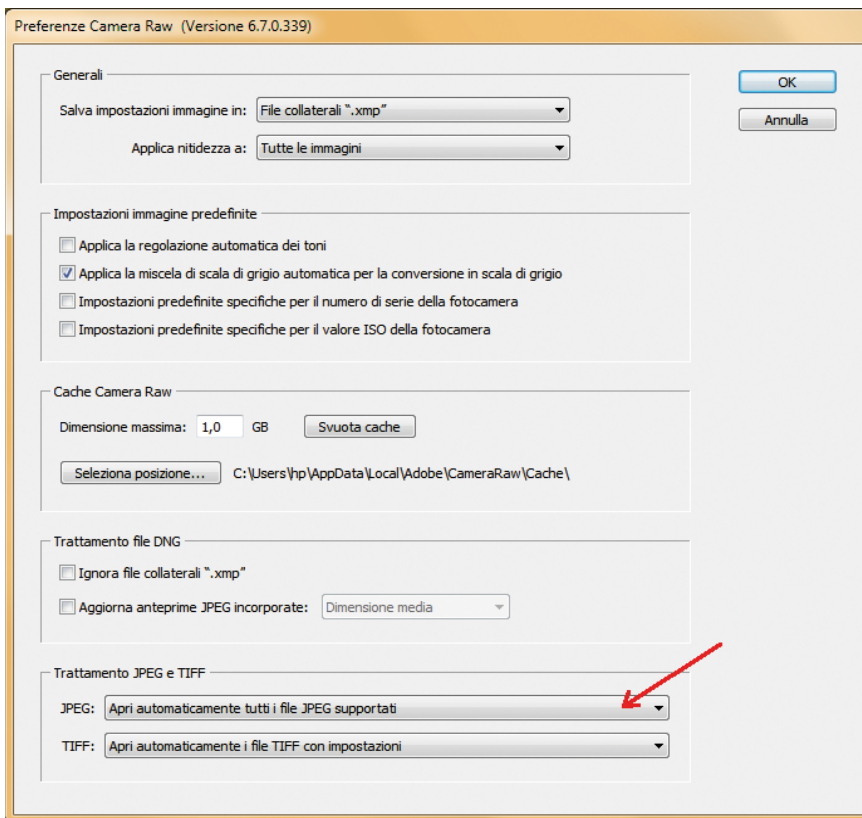 Preferenze Camera Raw (Versione 6.7.0.339)
Generali
Salva impostazioni immagine in: File collaterali “.xmp”
Applica nitidezza a: Tutte le immagini
OK
Annulla
Impostazioni immagine predefinite
Applica la regolazione automatica dei toni
Applica la miscela di scala di grigio automatica per la conversione in scala di grigio
Impostazioni predefinite specifiche per il numero di serie della fotocamera
Impostazioni predefinite specifiche per il valore ISO della fotocamera
Cache Camera Raw
Dimensione massima: 1,0 GB Svuota cache
Seleziona posizione... C:\Users\hp\AppData\Local\Adobe\CameraRaw\Cache\
Trattamento file DNG
Ignora file collaterali “.xmp”
Aggiorna anteprime JPEG incorporate: Dimensione media
Trattamento JPEG e TIFF
JPEG: Apri automaticamente tutti i file JPEG supportati
TIFF: Apri automaticamente i file TIFF con impostazioni